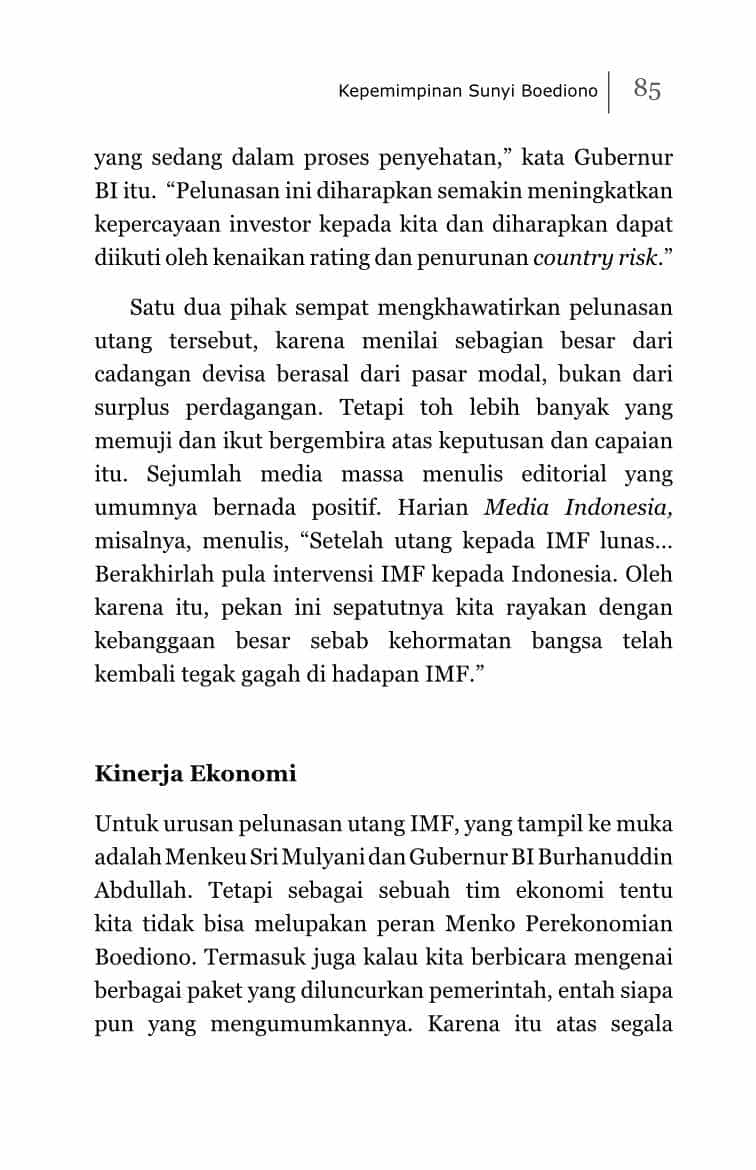 Kepemimpinan Sunyi Boediono 85
yang sedang dalam proses penyehatan,” kata Gubernur
BI itu. “Pelunasan ini diharapkan semakin meningkatkan
kepercayaan investor kepada kita dan diharapkan dapat
diikuti oleh kenaikan rating dan penurunan country risk.”
Satu dua pihak sempat mengkhawatirkan pelunasan
utang tersebut, karena menilai sebagian besar dari
cadangan devisa berasal dari pasar modal, bukan dari
surplus perdagangan. Tetapi toh lebih banyak yang
memuji dan ikut bergembira atas keputusan dan capaian
itu. Sejumlah media massa menulis editorial yang
umumnya bernada positif. Harian Media Indonesia,
misalnya, menulis, “Setelah utang kepada IMF lunas...
Berakhirlah pula intervensi IMF kepada Indonesia. Oleh
karena itu, pekan ini sepatutnya kita rayakan dengan
kebanggaan besar sebab kehormatan bangsa telah
kembali tegak gagah di hadapan IMF.”
Kinerja Ekonomi
Untuk urusan pelunasan utang IMF, yang tampil ke muka
adalah Menkeu Sri Mulyani dan Gubernur BI Burhanuddin
Abdullah. Tetapi sebagai sebuah tim ekonomi tentu
kita tidak bisa melupakan peran Menko Perekonomian
Boediono. Termasuk juga kalau kita berbicara mengenai
berbagai paket yang diluncurkan pemerintah, entah siapa
pun yang mengumumkannya. Karena itu atas segala